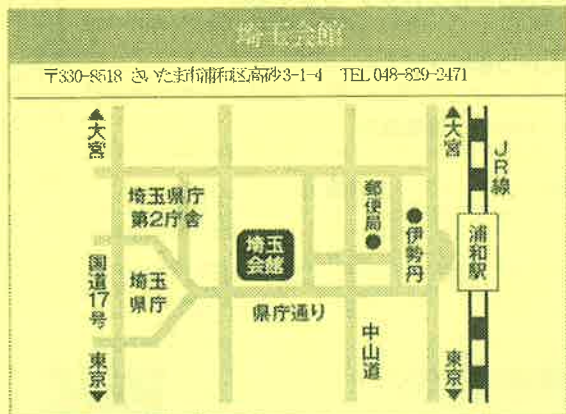 埼玉会館
〒330-8518 さいたま市浦和区高砂3-1-4 TEL 048-829-2471
▲大宮
▲大宮
JR線
埼玉県庁
第2庁舎
郵便局
伊勢丹
浦和駅
埼玉
会館
国道17号
埼玉
県庁
県庁通り
中山道
東京▼
東京▼